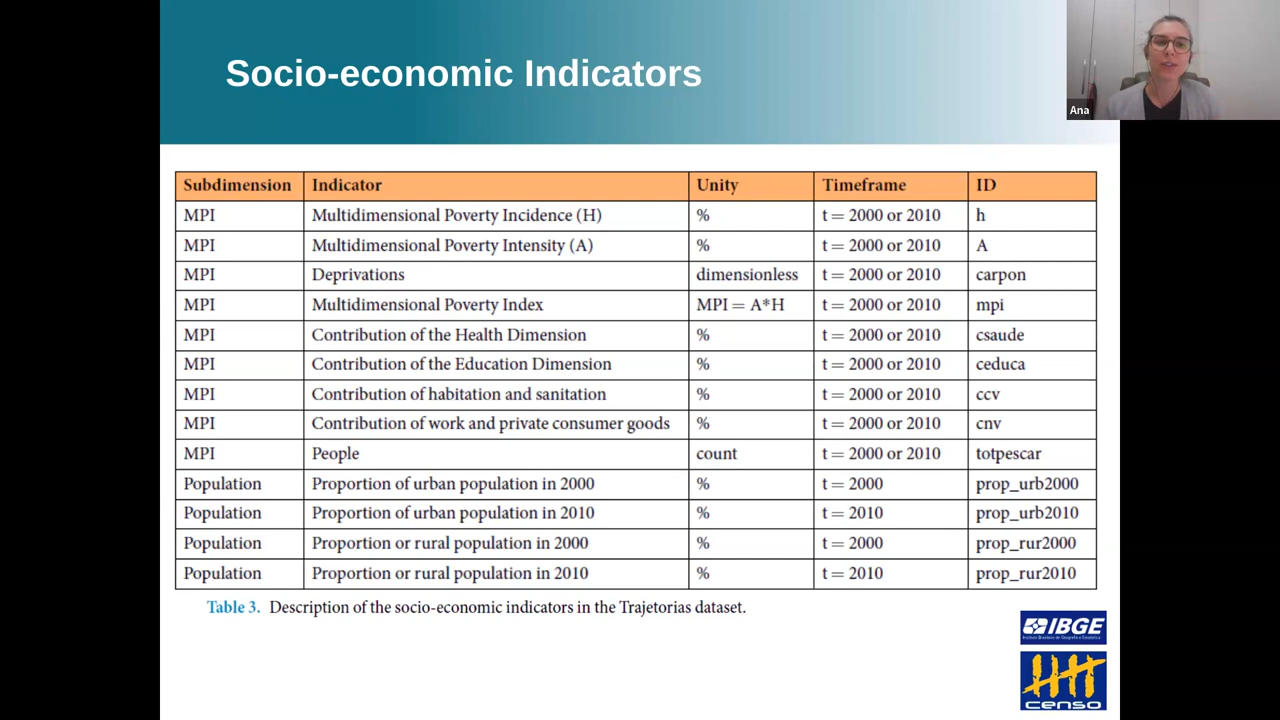 Socio-economic Indicators
Ana
Subdimension Indicator Unity Timeframe ID
MPI Multidimensional Poverty Incidence (H) % t = 2000 or 2010 h
MPI Multidimensional Poverty Intensity (A) % t = 2000 or 2010 A
MPI Deprivations dimensionless t = 2000 or 2010 carpon
MPI Multidimensional Poverty Index MPI = A*H t = 2000 or 2010 mpi
MPI Contribution of the Health Dimension % t = 2000 or 2010 csaude
MPI Contribution of the Education Dimension % t = 2000 or 2010 ceduca
MPI Contribution of habitation and sanitation % t = 2000 or 2010 ccv
MPI Contribution of work and private consumer goods % t = 2000 or 2010 cnv
MPI People count t = 2000 or 2010 totpescar
Population Proportion of urban population in 2000 % t = 2000 prop_urb2000
Population Proportion of urban population in 2010 % t = 2010 prop_urb2010
Population Proportion or rural population in 2000 % t = 2000 prop_rur2000
Population Proportion or rural population in 2010 % t = 2010 prop_rur2010
Table 3. Description of the socio-economic indicators in the Trajetorias dataset.
IBGE
Instituto Brasileiro de Geografia e Estatística
censo